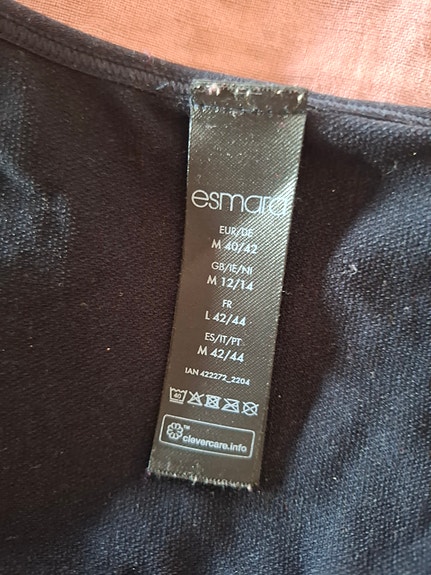 esmara
EUR/DE
M 40/42
GB/IE/NI
M 12/14
FR
L 42/44
ES/IT/PT
M 42/44
IAN 422272_2204
40
™
clevercare.info